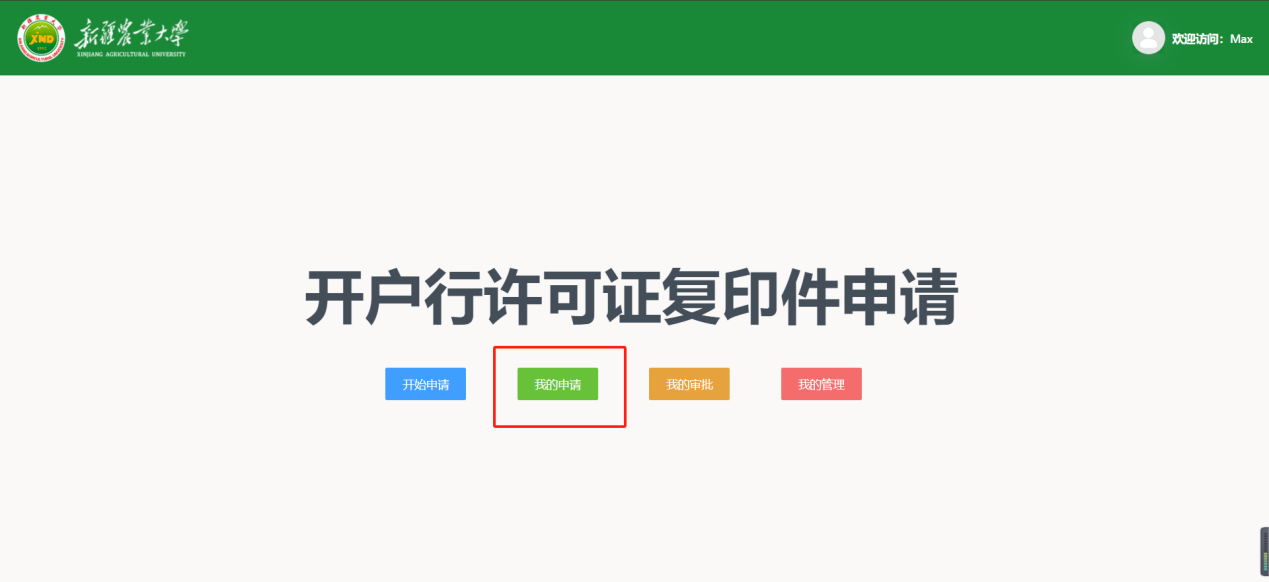 新疆农业大学
XINJIANG AGRICULTURAL UNIVERSITY
XND
欢迎访问：Max
开户行许可证复印件申请
开始申请
我的申请
我的审批
我的管理